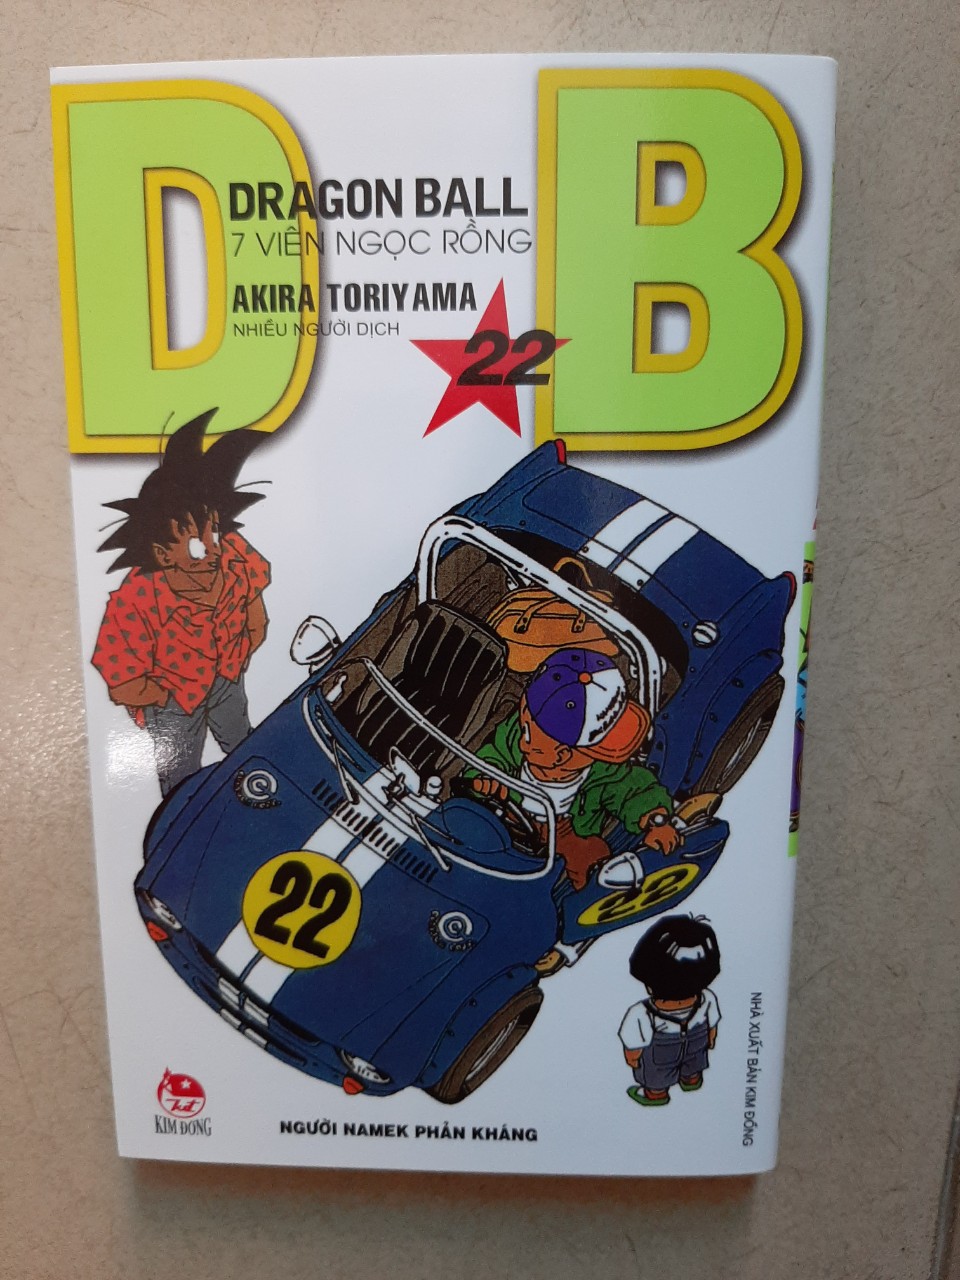 D B
DRAGON BALL
7 VIÊN NGỌC RỒNG
AKIRA TORIYAMA
NHIỀU NGƯỜI DỊCH
22
22
22
NHÀ XUẤT BẢN KIM ĐỒNG
KIM ĐỒNG
NGƯỜI NAMEK PHẢN KHÁNG